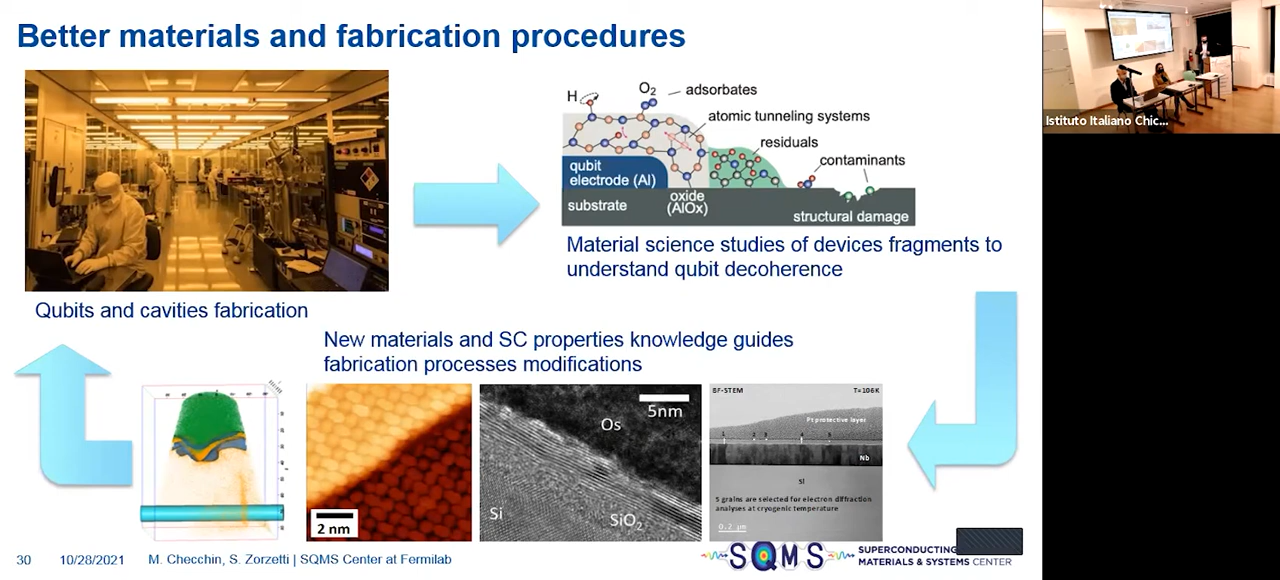 Better materials and fabrication procedures
H
O2
adsorbates
atomic tunneling systems
residuals
contaminants
qubit
electrode (Al)
substrate
oxide
(AlOx)
structural damage
Material science studies of devices fragments to
understand qubit decoherence
Qubits and cavities fabrication
New materials and SC properties knowledge guides
fabrication processes modifications
2 nm
5nm
Os
Si
SiO2
BF-STEM
T=106K
Pt protective layer
Nb
Si
5 grains are selected for electron diffraction
analyses at cryogenic temperature
0.2 μm
30
10/28/2021
M. Checchin, S. Zorzetti | SQMS Center at Fermilab
SQMS
SUPERCONDUCTING
MATERIALS & SYSTEMS CENTER
Istituto Italiano Chic...